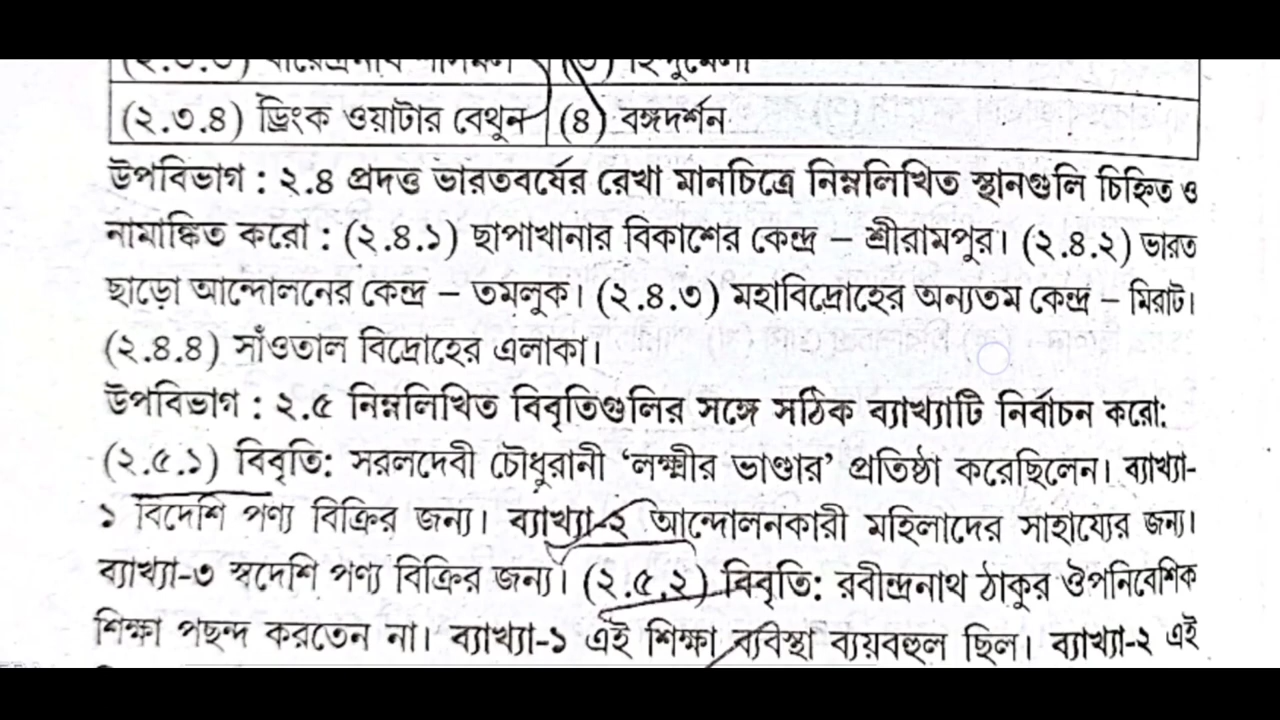 (২.৩.৩)
(২.৩.৪) ড্রিংক ওয়াটার বেথুন (৪) বঙ্গদর্শন
উপবিভাগ : ২.৪ প্রদত্ত ভারতবর্ষের রেখা মানচিত্রে নিম্নলিখিত স্থানগুলি চিহ্নিত ও
নামাঙ্কিত করো : (২.৪.১) ছাপাখানার বিকাশের কেন্দ্র – শ্রীরামপুর। (২.৪.২) ভারত
ছাড়ো আন্দোলনের কেন্দ্র – তমলুক। (২.৪.৩) মহাবিদ্রোহের অন্যতম কেন্দ্র – মিরাট।
(২.৪.৪) সাঁওতাল বিদ্রোহের এলাকা।
উপবিভাগ : ২.৫ নিম্নলিখিত বিবৃতিগুলির সঙ্গে সঠিক ব্যাখ্যাটি নির্বাচন করো:
(২.৫.১) বিবৃতি: সরলদেবী চৌধুরানী ‘লক্ষ্মীর ভাণ্ডার’ প্রতিষ্ঠা করেছিলেন। ব্যাখ্যা-
১ বিদেশি পণ্য বিক্রির জন্য। ব্যাখ্যা-২ আন্দোলনকারী মহিলাদের সাহায্যের জন্য।
ব্যাখ্যা-৩ স্বদেশি পণ্য বিক্রির জন্য। (২.৫.২) বিবৃতি: রবীন্দ্রনাথ ঠাকুর ঔপনিবেশিক
শিক্ষা পছন্দ করতেন না। ব্যাখ্যা-১ এই শিক্ষা ব্যবিস্থা ব্যয়বহুল ছিল। ব্যাখ্যা-২ এই